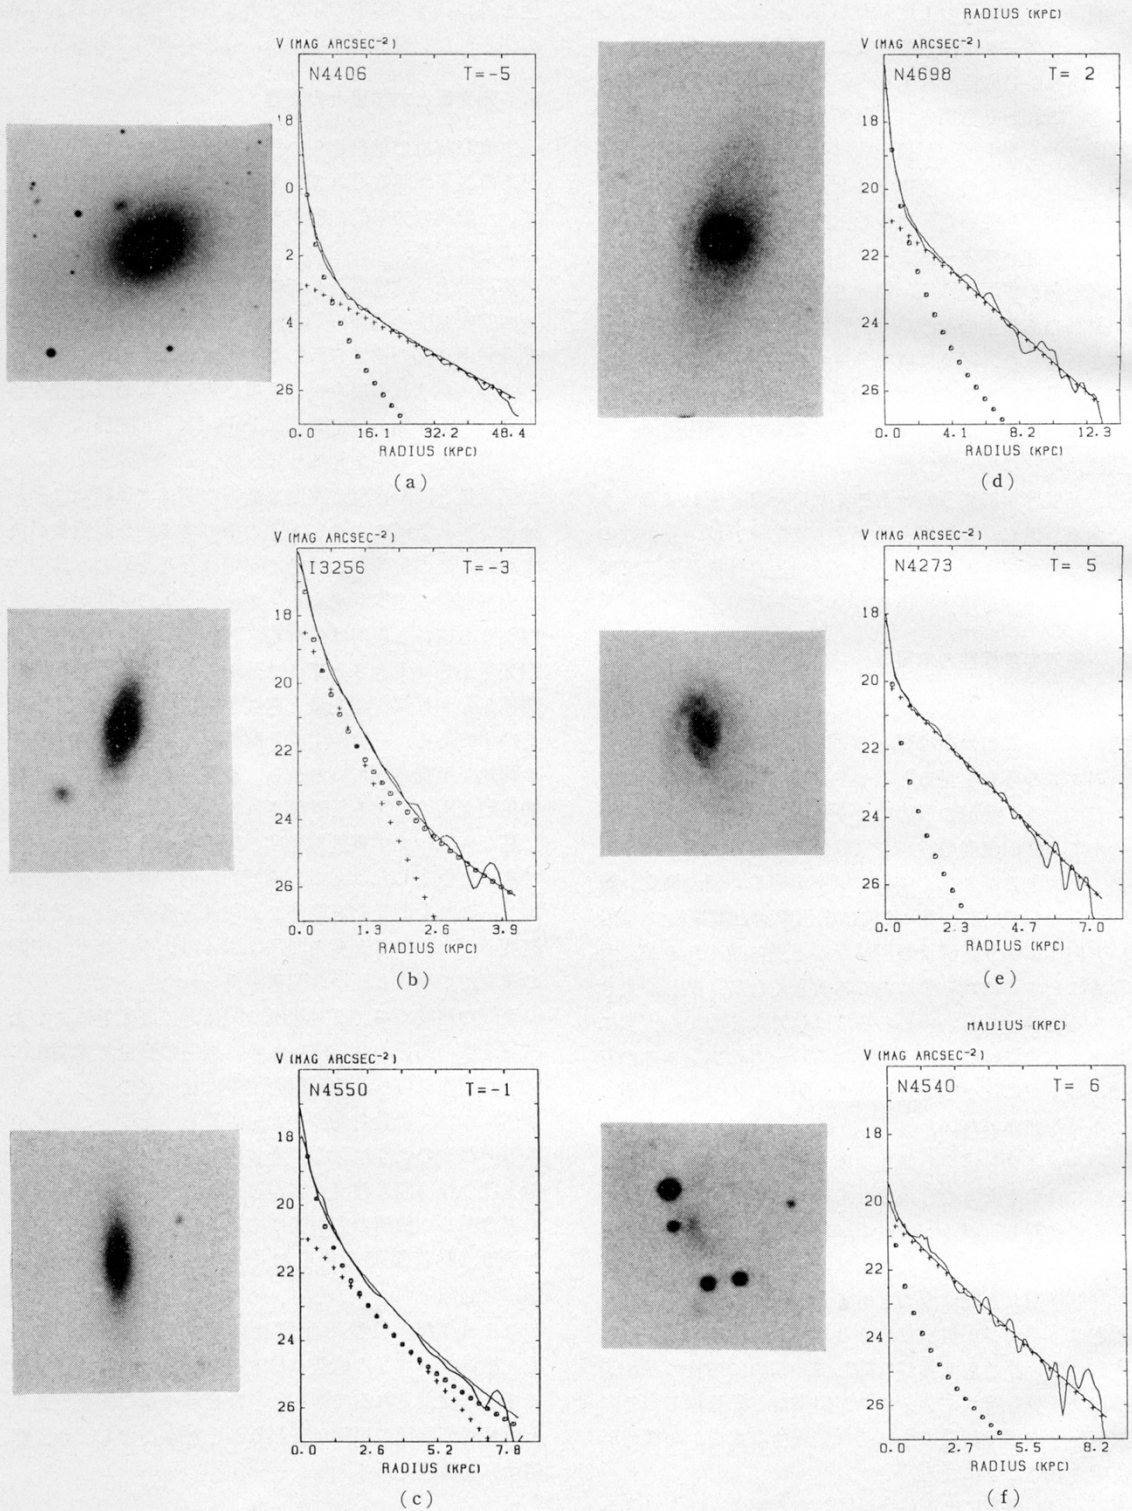 RADIUS (KPC)
V (MAG ARCSEC-2)
N4406 T=-5
18
0
2
4
26
0.0 16.1 32.2 48.4
RADIUS (KPC)
(a)
V (MAG ARCSEC-2)
N4698 T= 2
18
20
22
24
26
0.0 4.1 8.2 12.3
RADIUS (KPC)
(d)
V (MAG ARCSEC-2)
I3256 T=-3
18
20
22
24
26
0.0 1.3 2.6 3.9
RADIUS (KPC)
(b)
V (MAG ARCSEC-2)
N4273 T= 5
18
20
22
24
26
0.0 2.3 4.7 7.0
RADIUS (KPC)
(e)
RADIUS (KPC)
V (MAG ARCSEC-2)
N4550 T=-1
18
20
22
24
26
0.0 2.6 5.2 7.8
RADIUS (KPC)
(c)
V (MAG ARCSEC-2)
N4540 T= 6
18
20
22
24
26
0.0 2.7 5.5 8.2
RADIUS (KPC)
(f)